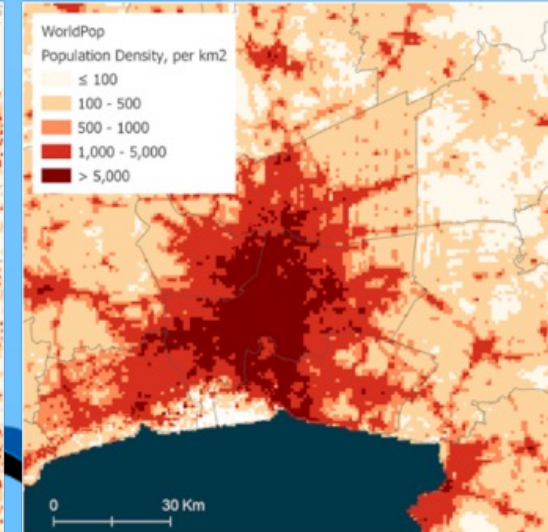 WorldPop
Population Density, per km2
≤ 100
100 - 500
500 - 1000
1,000 - 5,000
> 5,000
0 30 Km